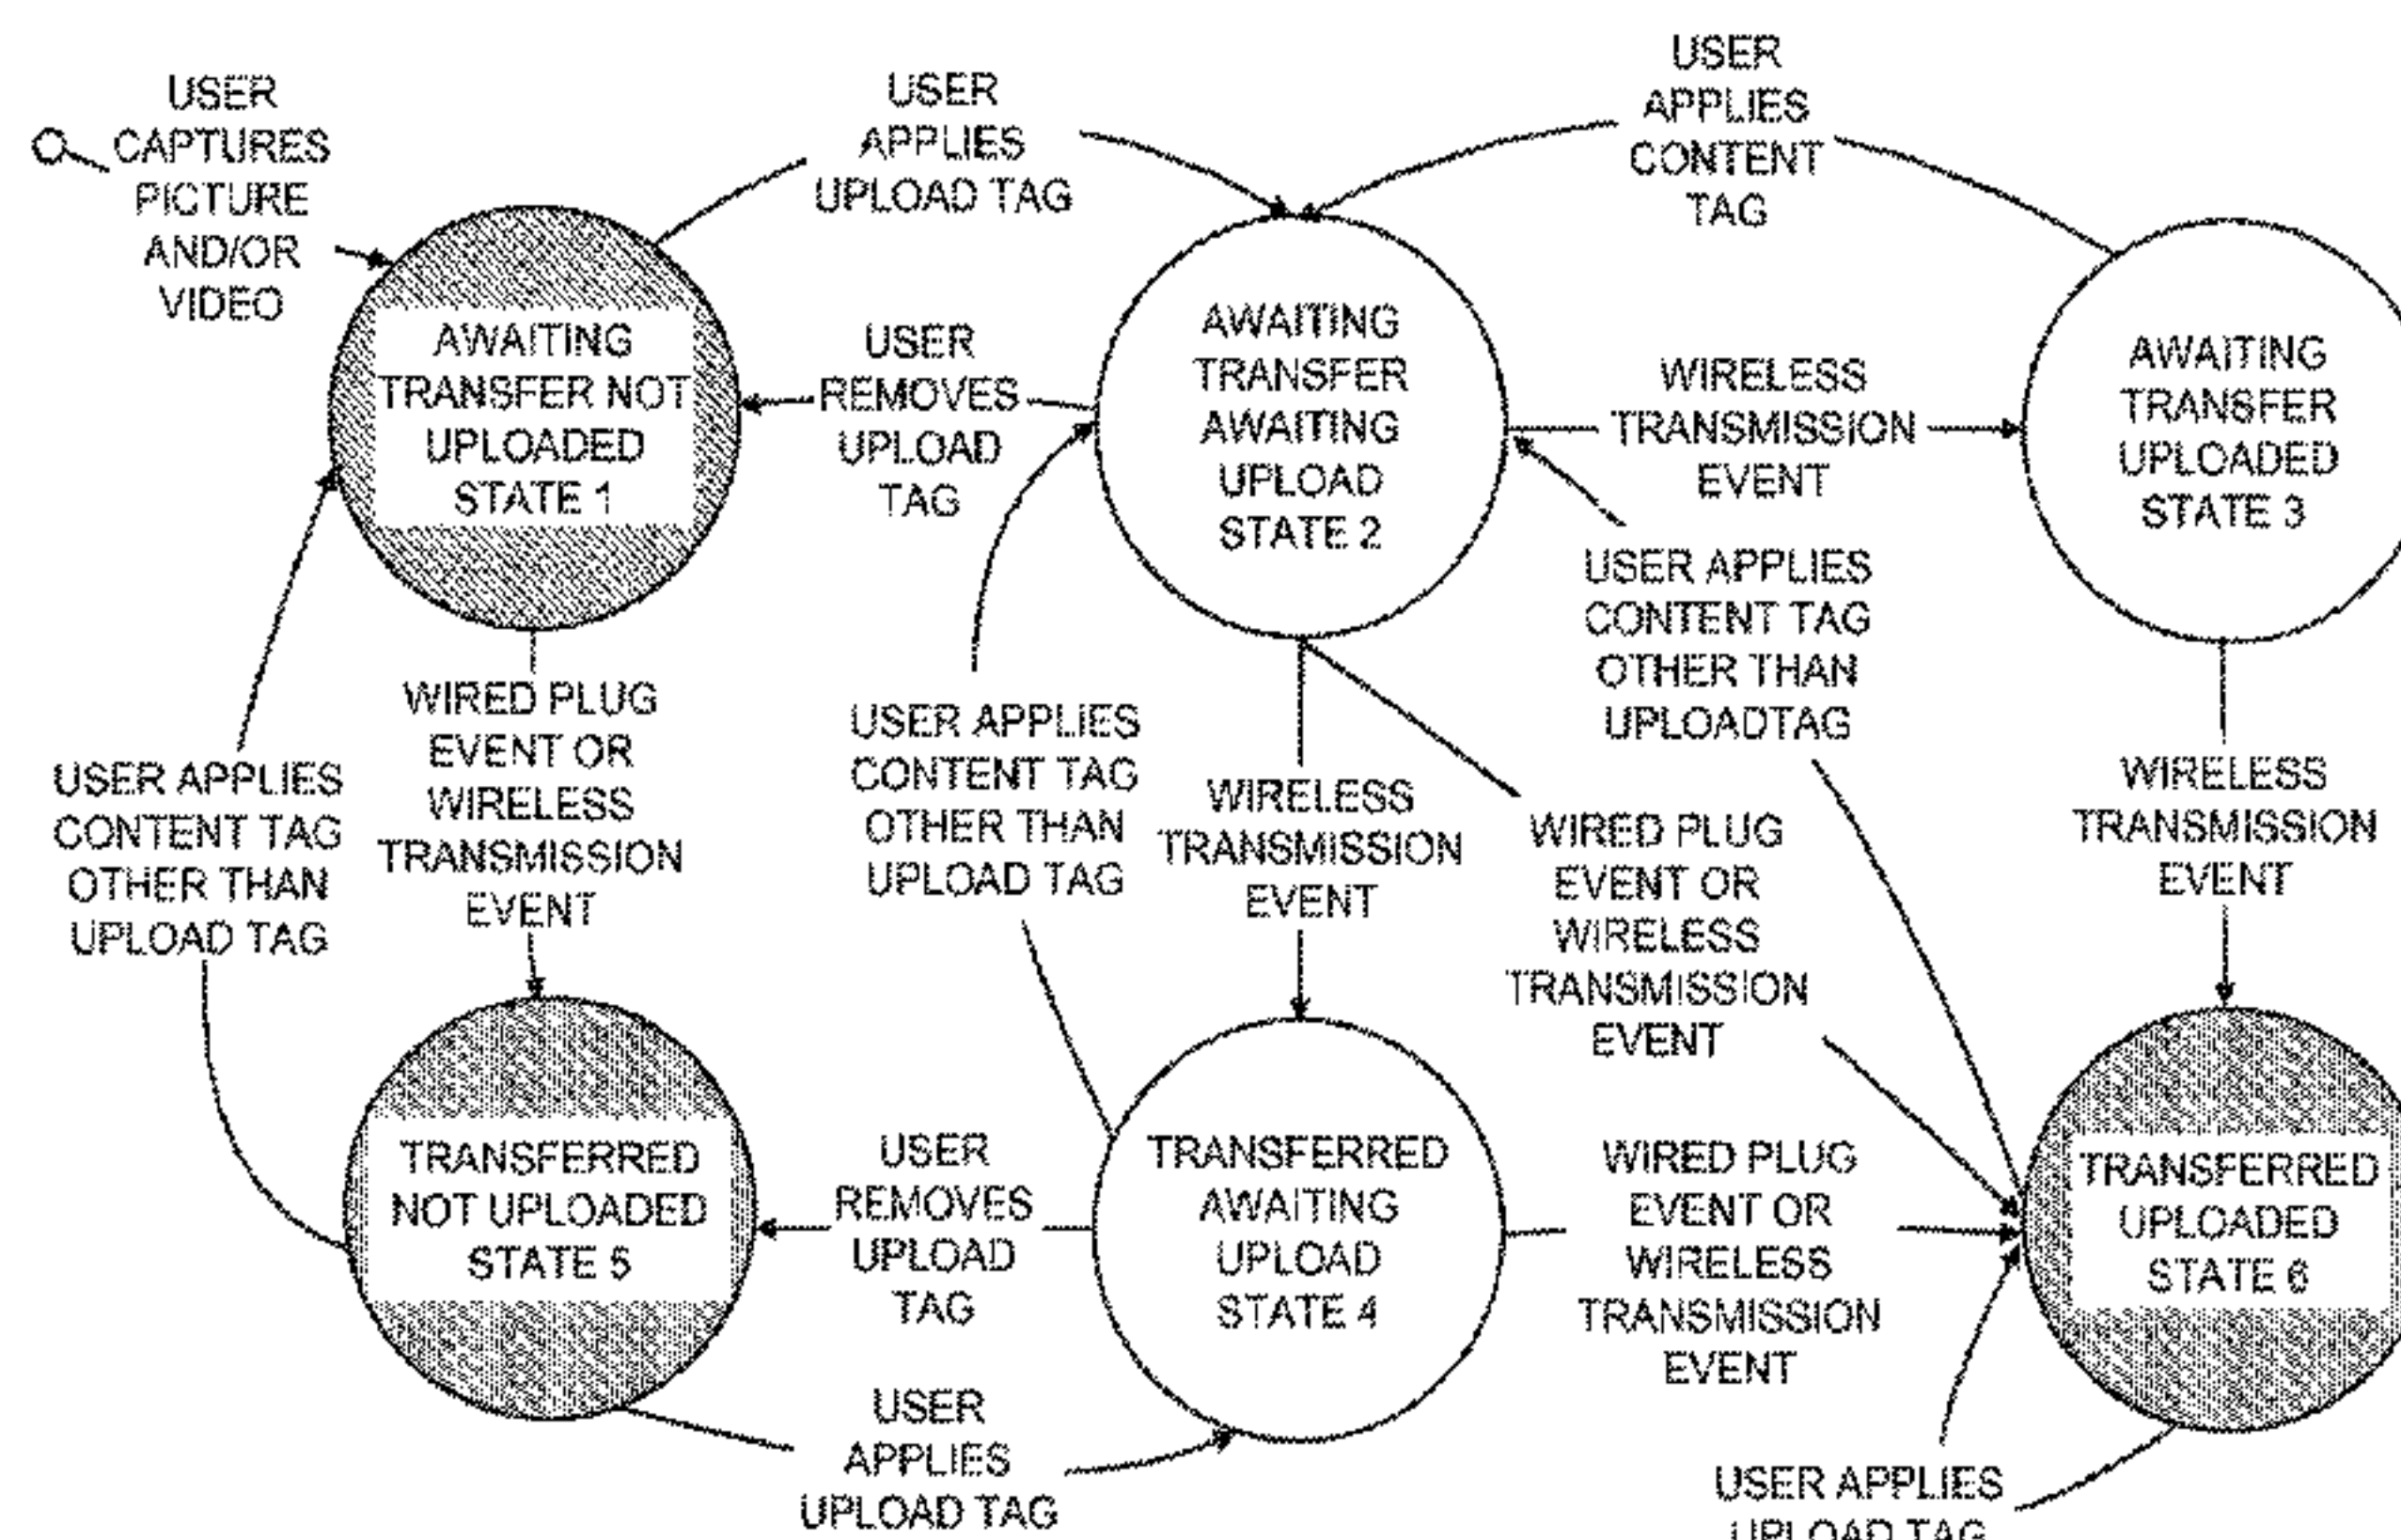 USER
CAPTURES
PICTURE
AND/OR
VIDEO
USER
APPLIES
UPLOAD TAG
USER
APPLIES
CONTENT
TAG
AWAITING
TRANSFER NOT
UPLOADED
STATE 1
USER
REMOVES
UPLOAD
TAG
AWAITING
TRANSFER
AWAITING
UPLOAD
STATE 2
WIRELESS
TRANSMISSION
EVENT
AWAITING
TRANSFER
UPLOADED
STATE 3
USER APPLIES
CONTENT TAG
OTHER THAN
UPLOAD TAG
WIRED PLUG
EVENT OR
WIRELESS
TRANSMISSION
EVENT
USER APPLIES
CONTENT TAG
OTHER THAN
UPLOAD TAG
WIRELESS
TRANSMISSION
EVENT
WIRED PLUG
EVENT OR
WIRELESS
TRANSMISSION
EVENT
USER APPLIES
CONTENT TAG
OTHER THAN
UPLOADTAG
WIRELESS
TRANSMISSION
EVENT
TRANSFERRED
NOT UPLOADED
STATE 5
USER
REMOVES
UPLOAD
TAG
TRANSFERRED
AWAITING
UPLOAD
STATE 4
WIRED PLUG
EVENT OR
WIRELESS
TRANSMISSION
EVENT
TRANSFERRED
UPLOADED
STATE 6
USER
APPLIES
UPLOAD TAG
USER APPLIES
UPLOAD TAG